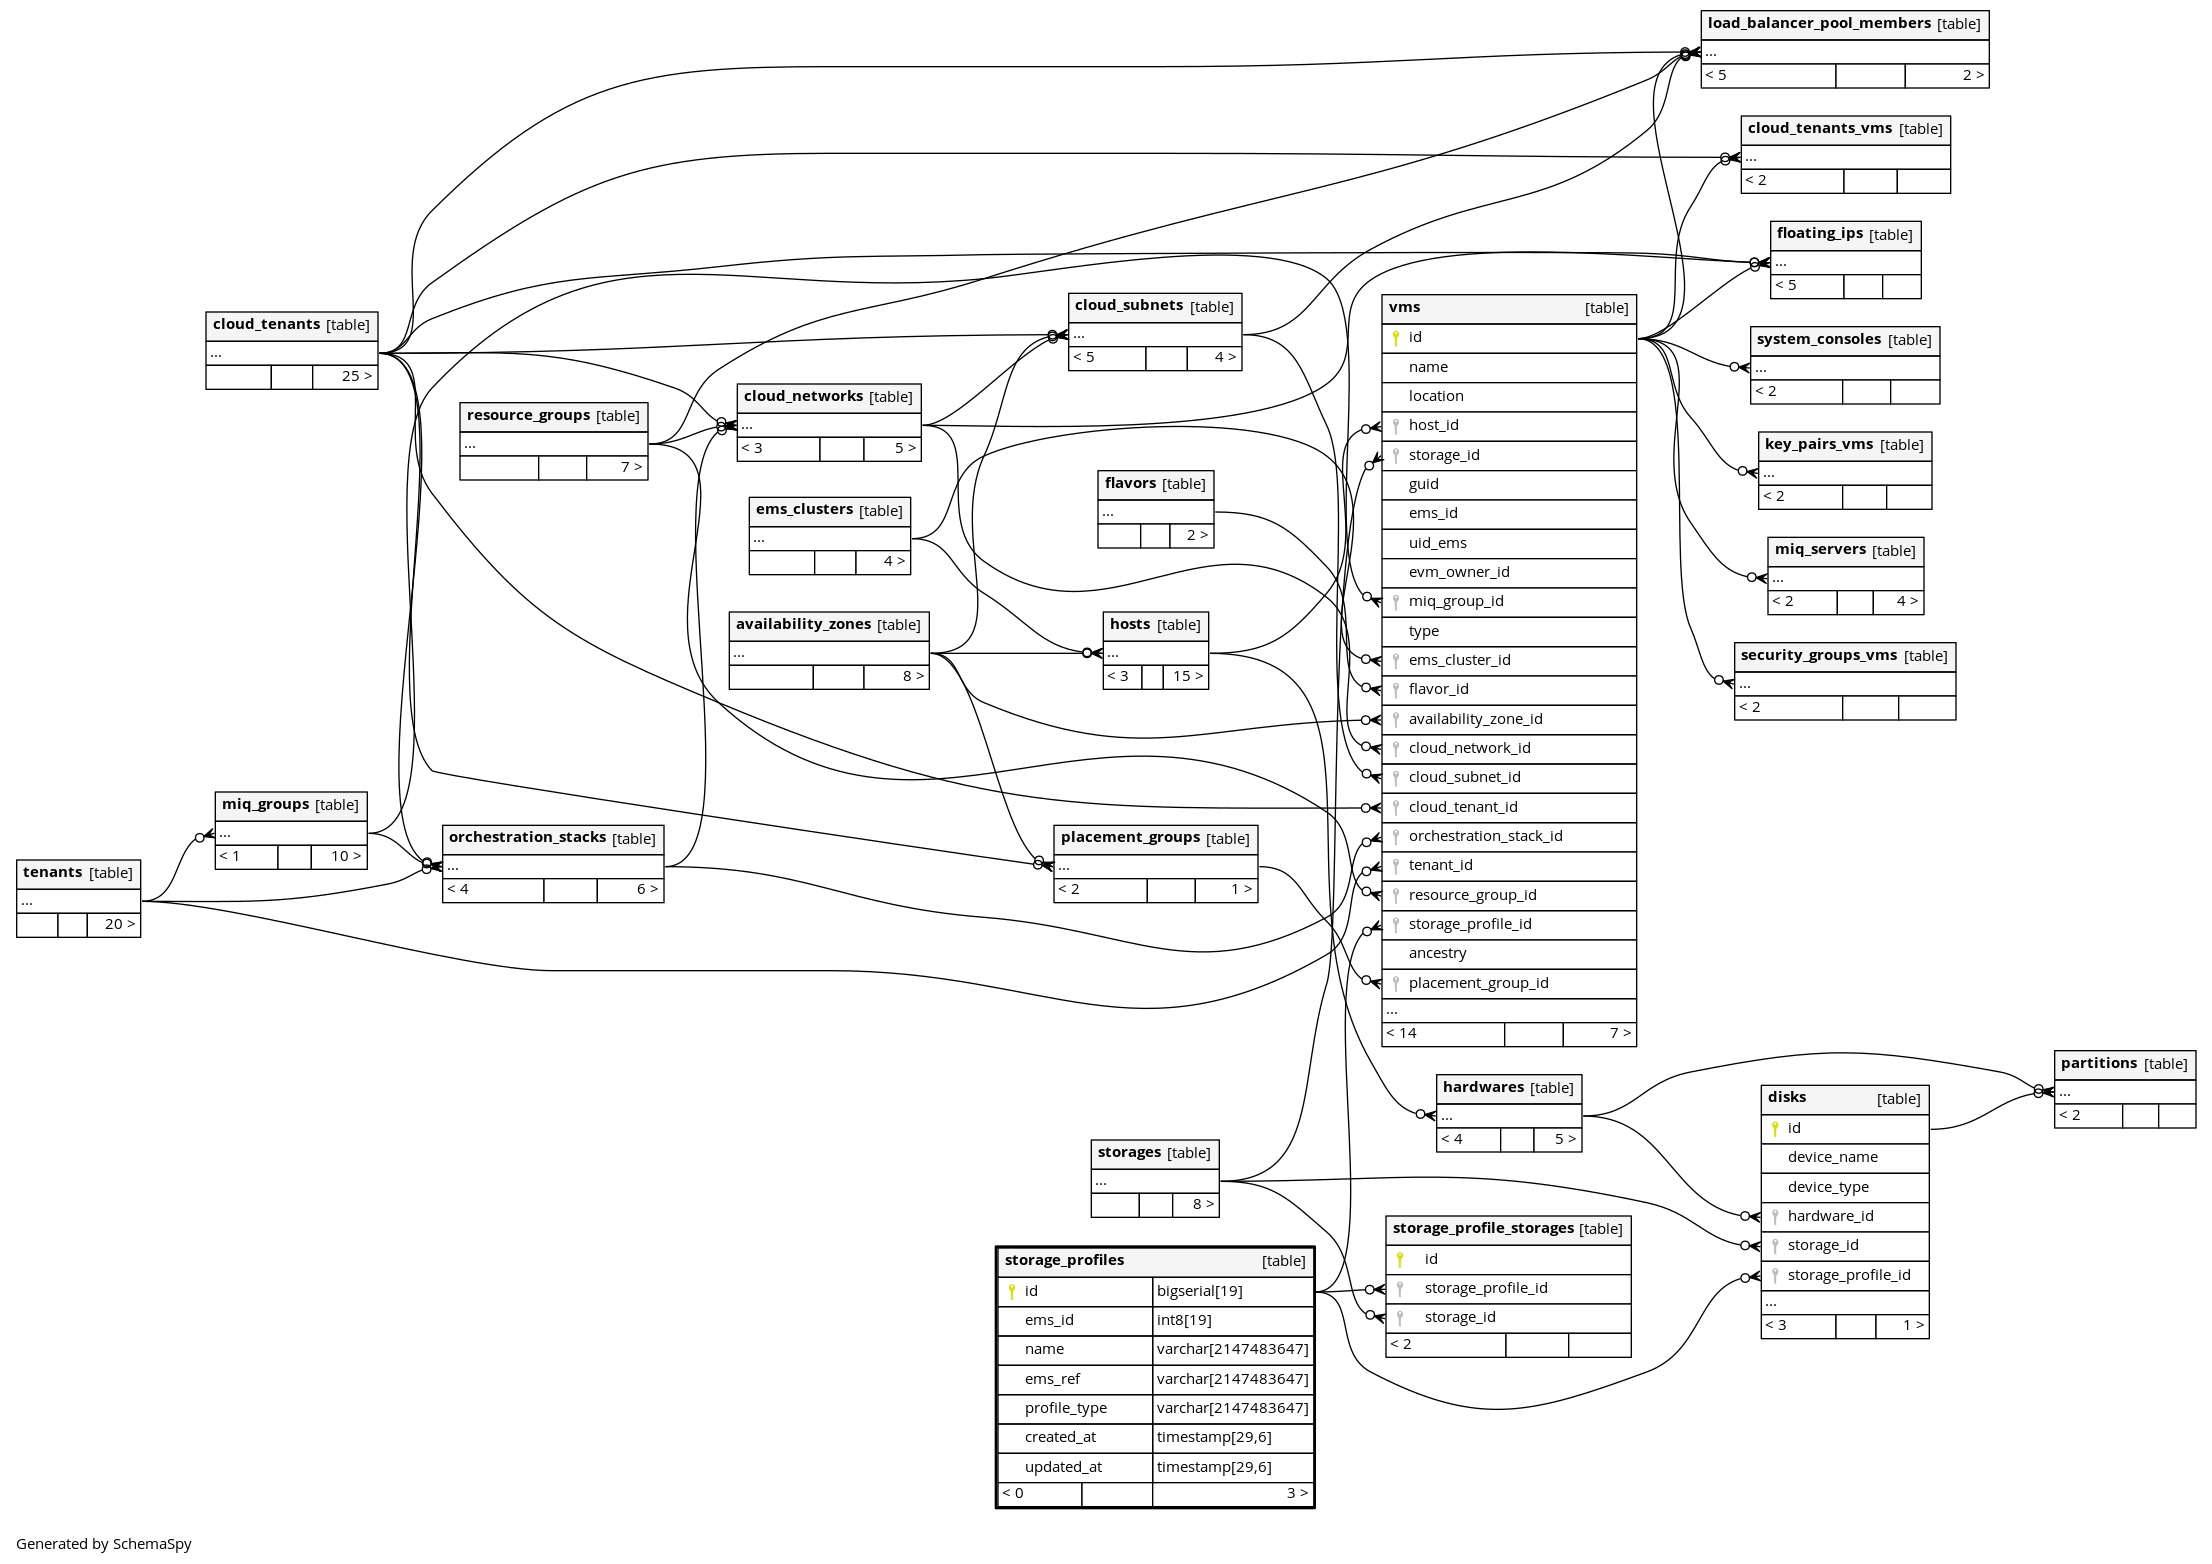 load_balancer_pool_members [table]
...
< 5 2 >
cloud_tenants_vms [table]
...
< 2
floating_ips [table]
...
< 5
cloud_tenants [table]
...
25 >
cloud_subnets [table]
...
< 5 4 >
system_consoles [table]
...
< 2
resource_groups [table]
...
7 >
cloud_networks [table]
...
< 3 5 >
key_pairs_vms [table]
...
< 2
flavors [table]
...
2 >
ems_clusters [table]
...
4 >
miq_servers [table]
...
< 2 4 >
availability_zones [table]
...
8 >
hosts [table]
...
< 3 15 >
security_groups_vms [table]
...
< 2
vms [table]
id
name
location
host_id
storage_id
guid
ems_id
uid_ems
evm_owner_id
miq_group_id
type
ems_cluster_id
flavor_id
availability_zone_id
cloud_network_id
cloud_subnet_id
cloud_tenant_id
orchestration_stack_id
tenant_id
resource_group_id
storage_profile_id
ancestry
placement_group_id
...
< 14 7 >
miq_groups [table]
...
< 1 10 >
tenants [table]
...
20 >
orchestration_stacks [table]
...
< 4 6 >
placement_groups [table]
...
< 2 1 >
hardwares [table]
...
< 4 5 >
partitions [table]
...
< 2
disks [table]
id
device_name
device_type
hardware_id
storage_id
storage_profile_id
...
< 3 1 >
storages [table]
...
8 >
storage_profile_storages [table]
id
storage_profile_id
storage_id
< 2
storage_profiles [table]
id bigserial[19]
ems_id int8[19]
name varchar[2147483647]
ems_ref varchar[2147483647]
profile_type varchar[2147483647]
created_at timestamp[29,6]
updated_at timestamp[29,6]
< 0 3 >
Generated by SchemaSpy